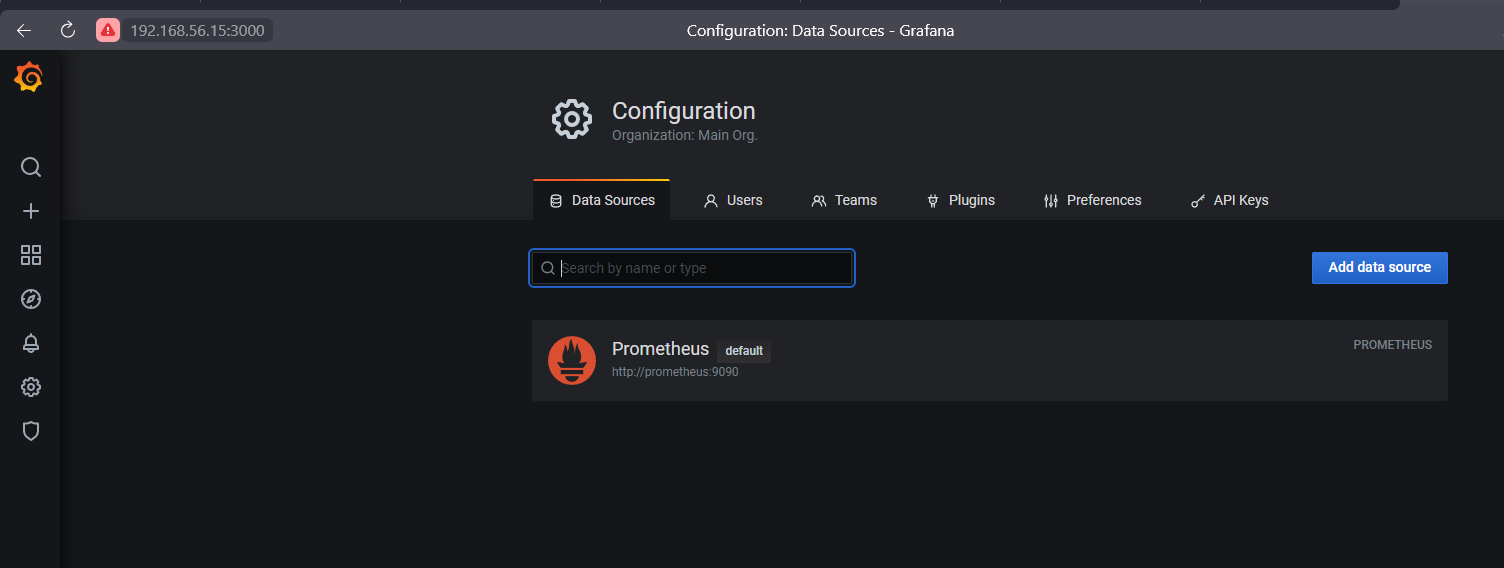 192.168.56.15:3000
Configuration: Data Sources - Grafana
Configuration
Organization: Main Org.
Data Sources Users Teams Plugins Preferences API Keys
Search by name or type
Add data source
Prometheus default PROMETHEUS
http://prometheus:9090